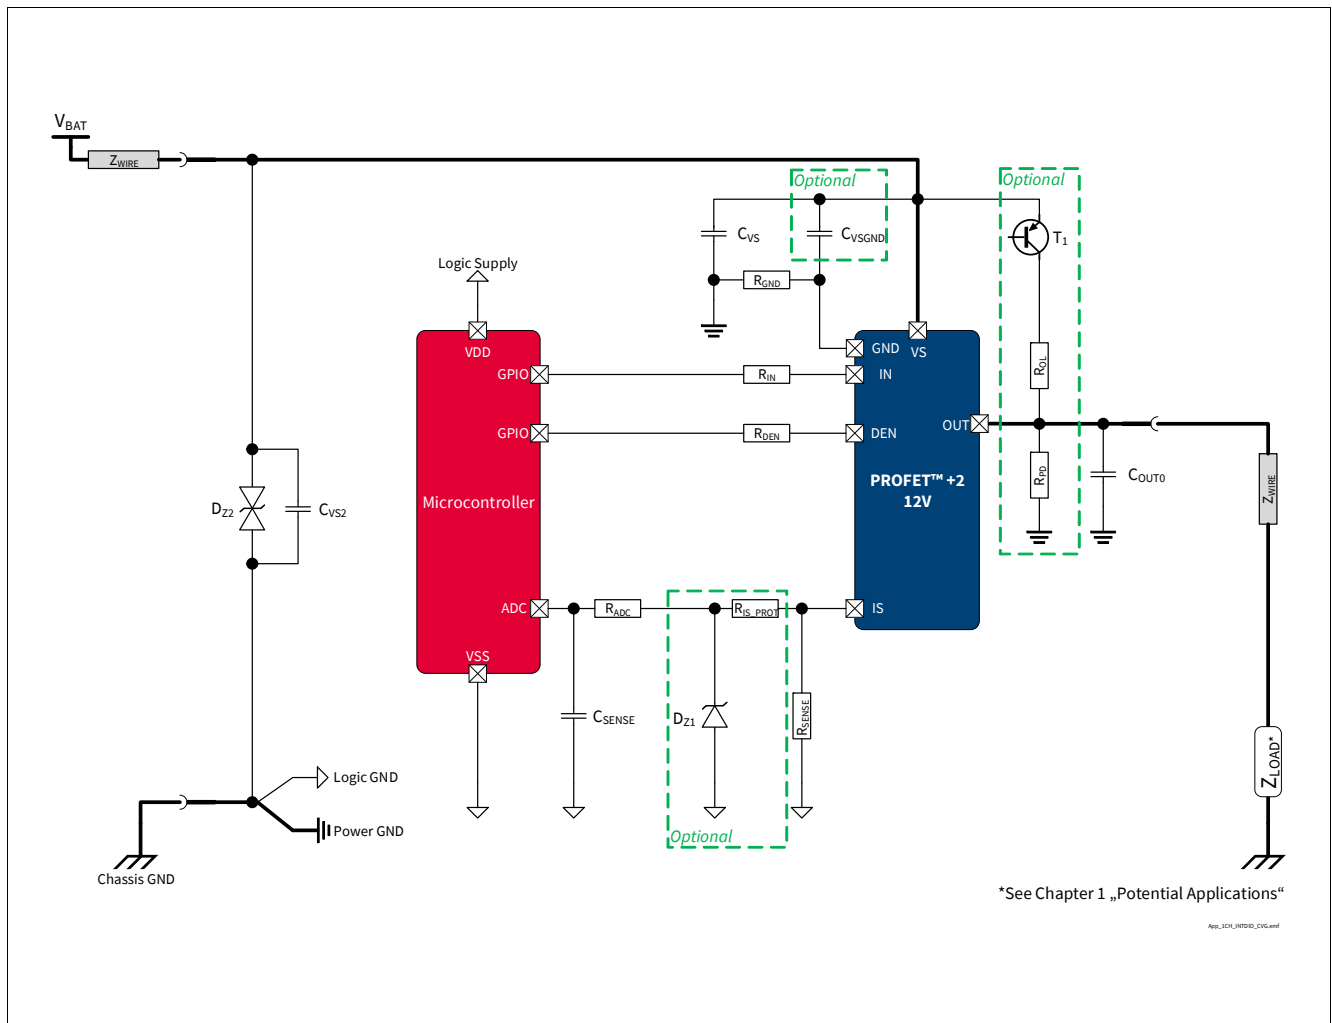 VBAT
ZWIRE
Optional
Optional
CVS
CVSGND
T1
Logic Supply
RGND
VDD
GND
VS
GPIO
RIN
IN
ROL
GPIO
RDEN
DEN
OUT
PROFET™ +2
12V
RPD
COUT0
ZWIRE
Microcontroller
DZ2
CVS2
ADC
RADC
RIS_PROT
IS
VSS
CSENSE
DZ1
RSENSE
ZLOAD*
Logic GND
Power GND
Optional
Chassis GND
*See Chapter 1 „Potential Applications“
App_1CH_INTDIO_CVG.emf